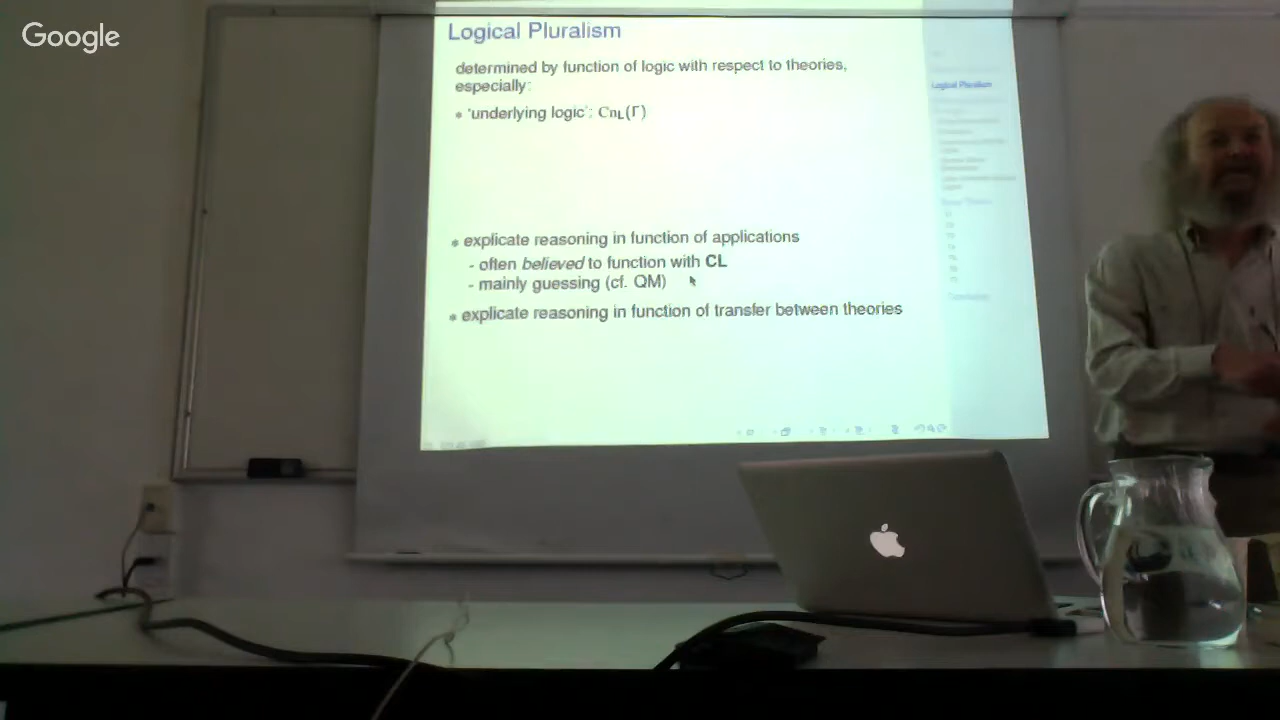 Google
Logical Pluralism
determined by function of logic with respect to theories,
especially:
* 'underlying logic': CnL(Γ)
* explicate reasoning in function of applications
- often believed to function with CL
- mainly guessing (cf. QM)
* explicate reasoning in function of transfer between theories
Logical Pluralism